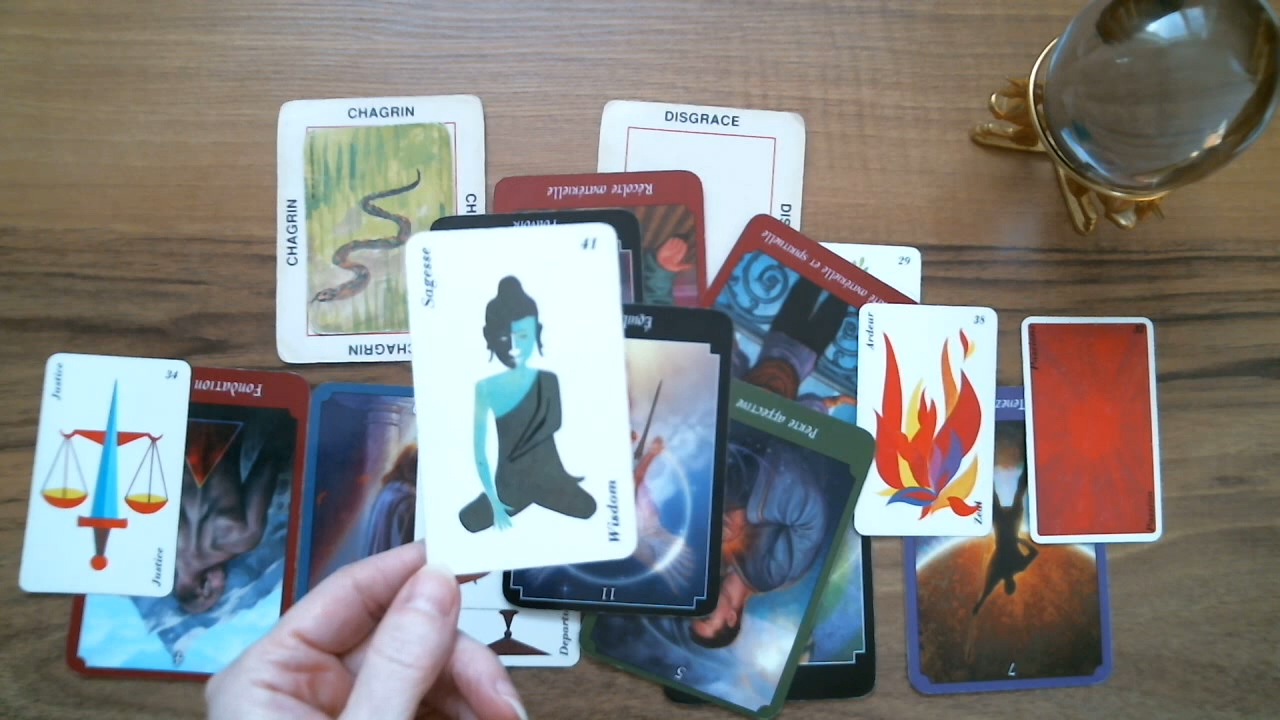 CHAGRIN
CHAGRIN
CH
CHAGRIN
DISGRACE
DIS
Récolte matérielle
41
Sagesse
Wisdom
matérielle et spirituelle
29
38
Ardeur
Zeal
34
Justice
Justice
Fondation
Perte affective
5
11
7